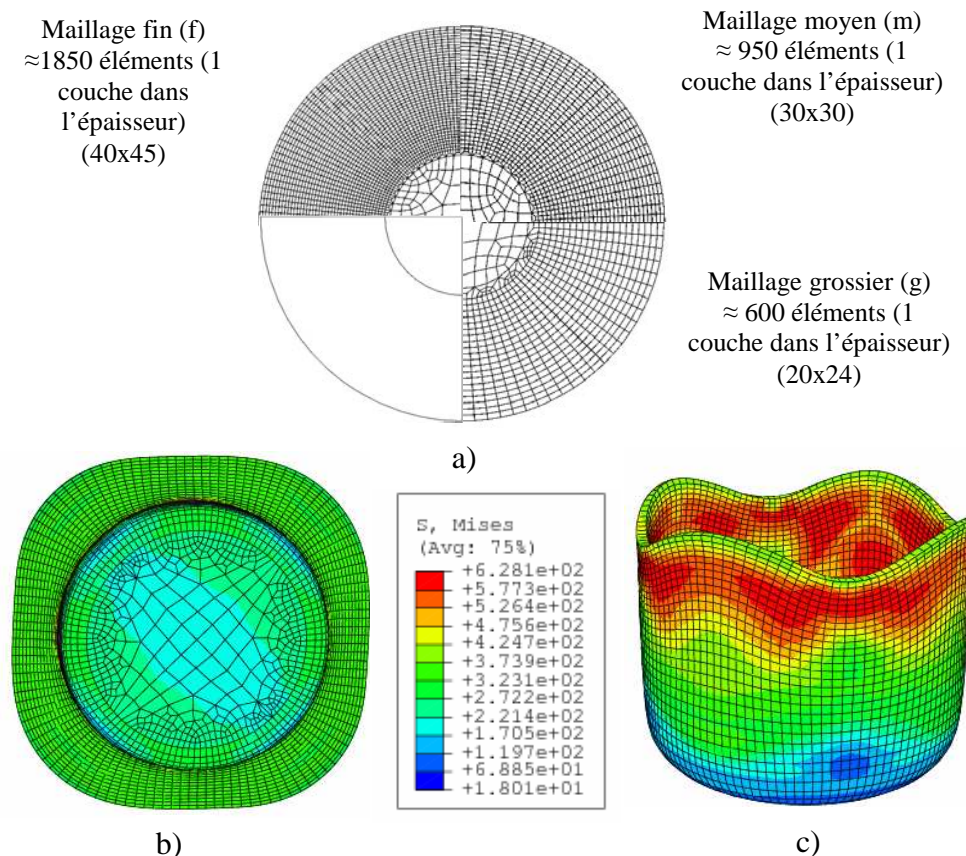 Maillage fin (f)
≈1850 éléments (1
couche dans
l’épaisseur)
(40x45)
Maillage moyen (m)
≈ 950 éléments (1
couche dans l’épaisseur)
(30x30)
Maillage grossier (g)
≈ 600 éléments (1
couche dans l’épaisseur)
(20x24)
a)
S, Mises
(Avg: 75%)
+6.281e+02
+5.773e+02
+5.264e+02
+4.756e+02
+4.247e+02
+3.739e+02
+3.231e+02
+2.722e+02
+2.214e+02
+1.705e+02
+1.197e+02
+6.885e+01
+1.801e+01
b)
c)